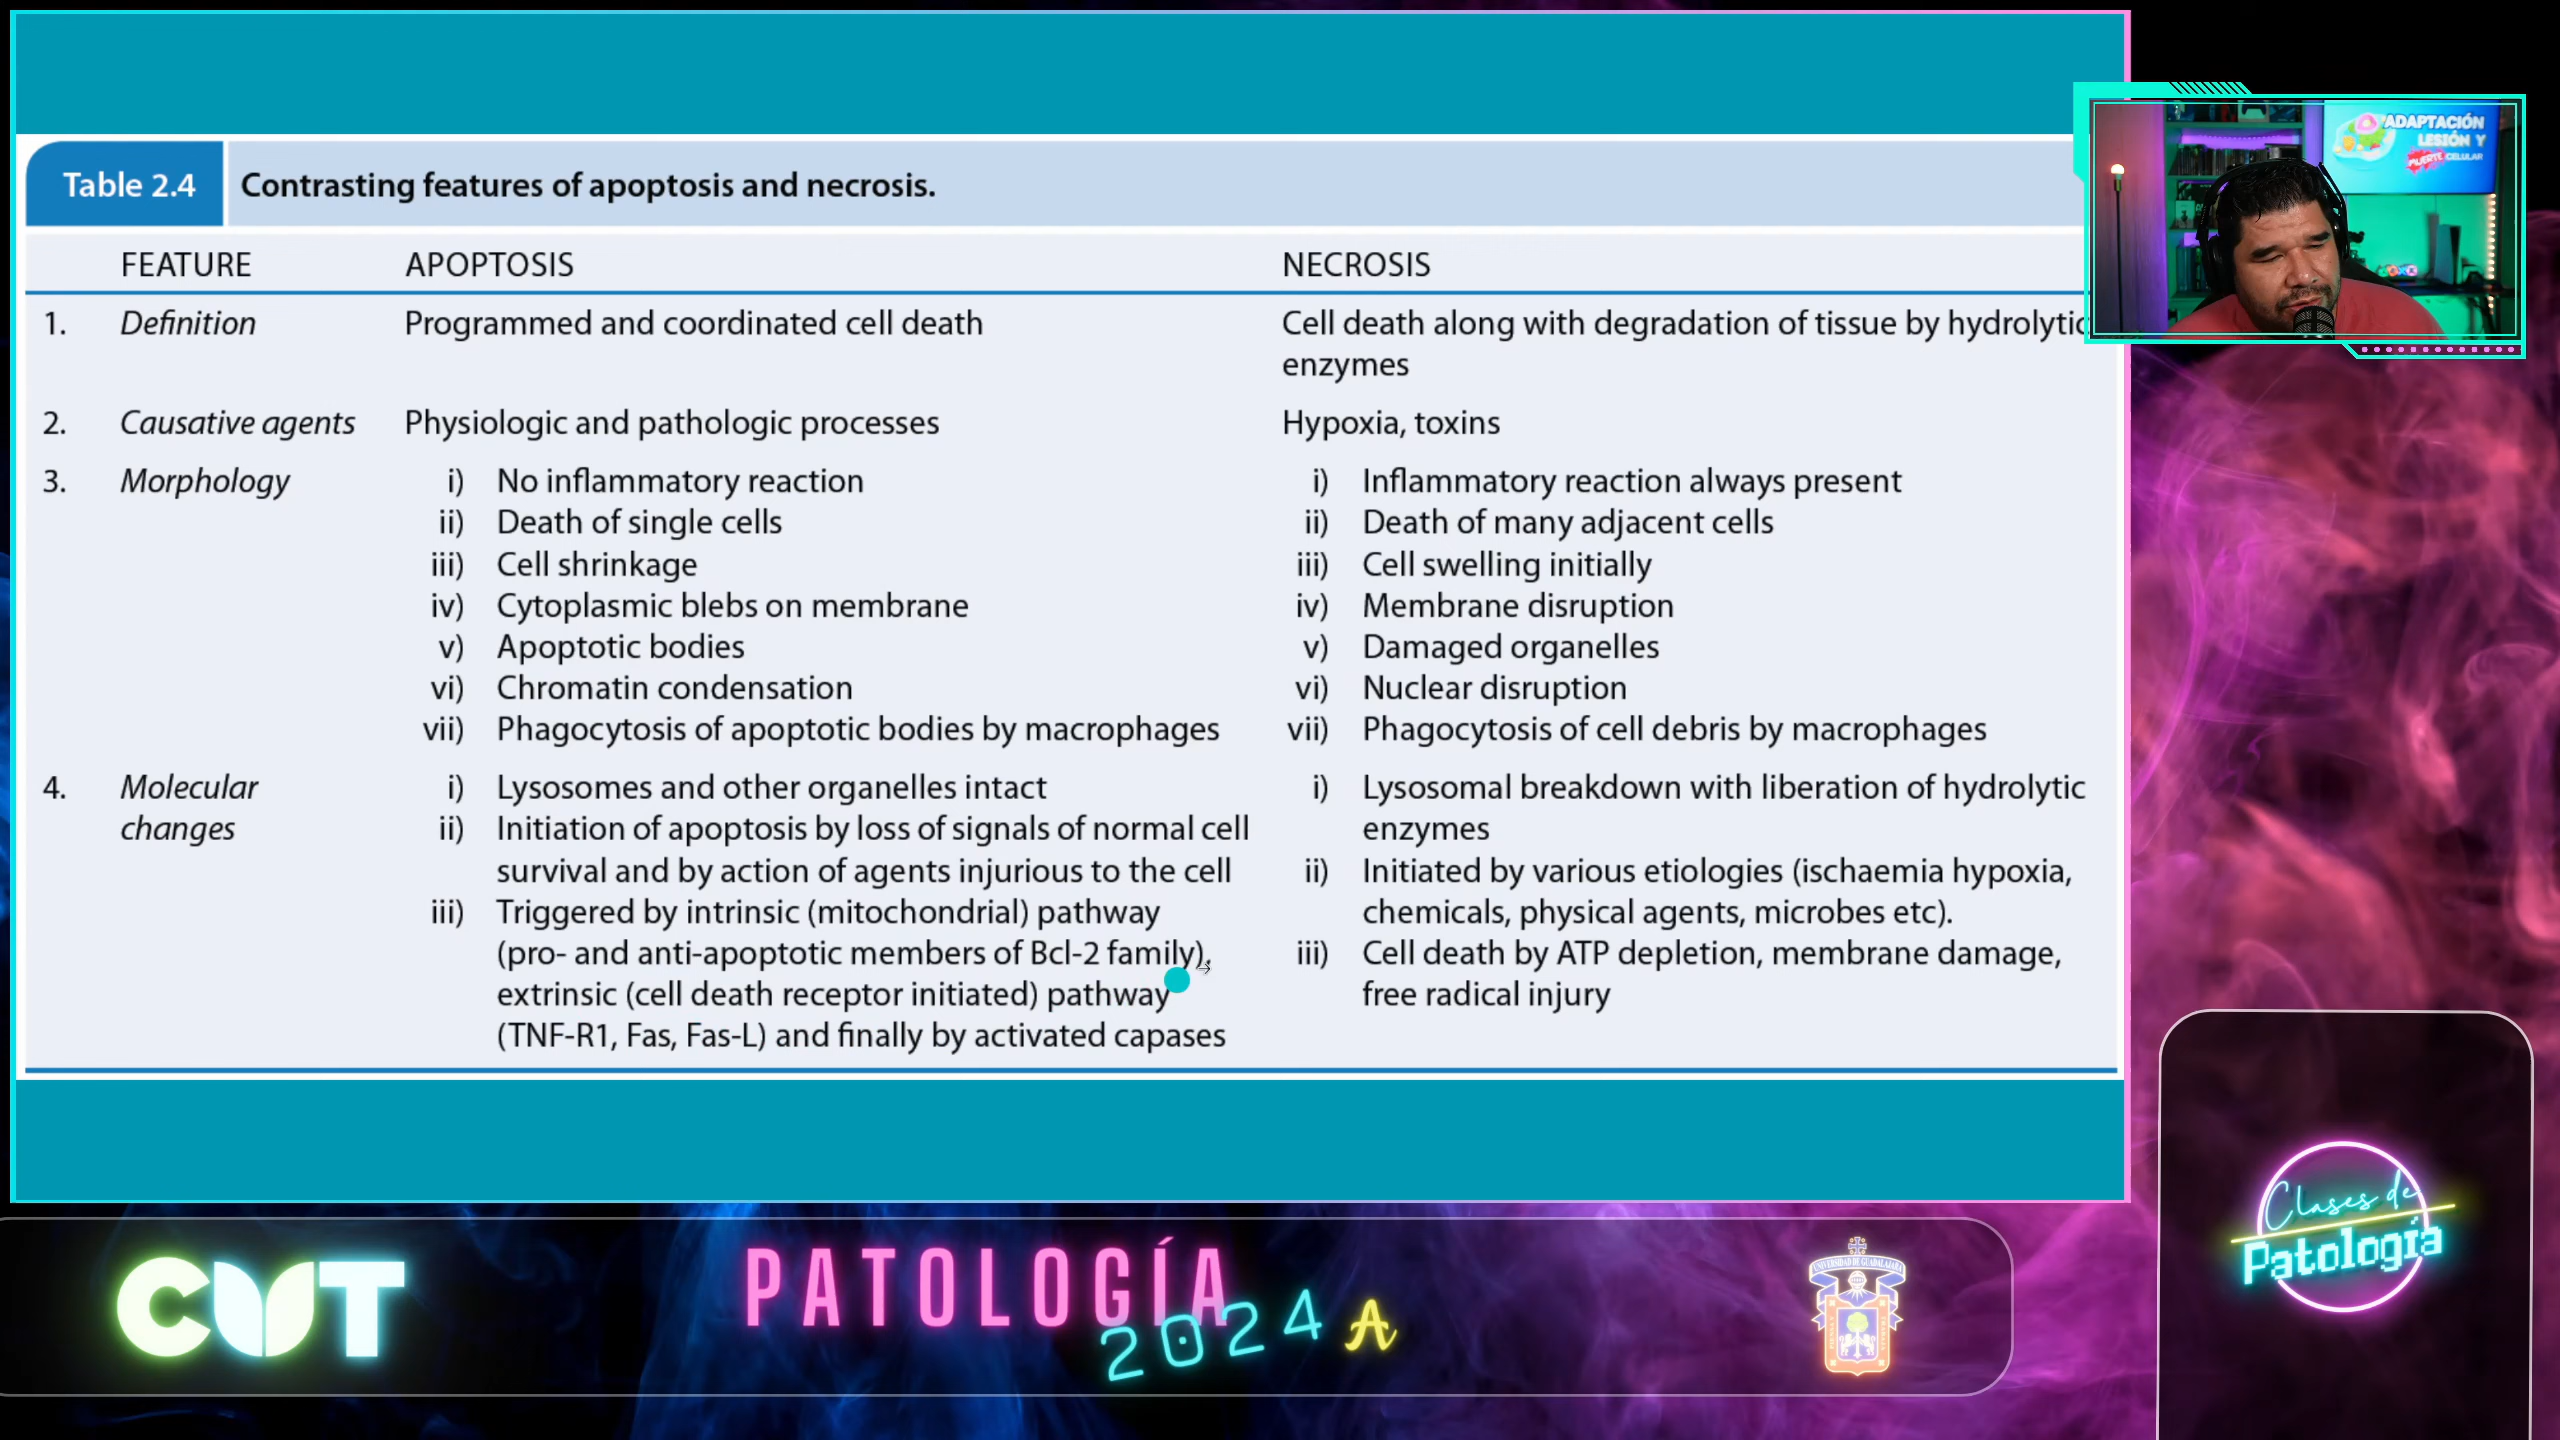 Table 2.4 Contrasting features of apoptosis and necrosis.
FEATURE APOPTOSIS NECROSIS
1. Definition Programmed and coordinated cell death Cell death along with degradation of tissue by hydrolytic
enzymes
2. Causative agents Physiologic and pathologic processes Hypoxia, toxins
3. Morphology i) No inflammatory reaction i) Inflammatory reaction always present
ii) Death of single cells ii) Death of many adjacent cells
iii) Cell shrinkage iii) Cell swelling initially
iv) Cytoplasmic blebs on membrane iv) Membrane disruption
v) Apoptotic bodies v) Damaged organelles
vi) Chromatin condensation vi) Nuclear disruption
vii) Phagocytosis of apoptotic bodies by macrophages vii) Phagocytosis of cell debris by macrophages
4. Molecular i) Lysosomes and other organelles intact i) Lysosomal breakdown with liberation of hydrolytic
changes ii) Initiation of apoptosis by loss of signals of normal cell enzymes
survival and by action of agents injurious to the cell ii) Initiated by various etiologies (ischaemia hypoxia,
iii) Triggered by intrinsic (mitochondrial) pathway chemicals, physical agents, microbes etc).
(pro- and anti-apoptotic members of Bcl-2 family), iii) Cell death by ATP depletion, membrane damage,
extrinsic (cell death receptor initiated) pathway free radical injury
(TNF-R1, Fas, Fas-L) and finally by activated capases
ADAPTACIÓN
LESIÓN Y
MUERTE CELULAR
CUT
PATOLOGÍA
2024 A
UNIVERSIDAD DE GUADALAJARA
Clases de
Patología